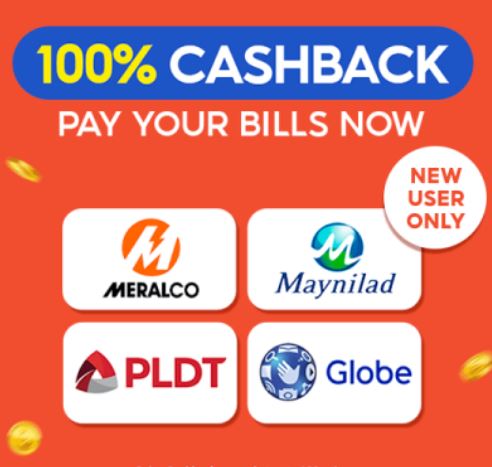 100% CASHBACK
PAY YOUR BILLS NOW
NEW
USER
ONLY
MERALCO
Maynilad
PLDT
Globe